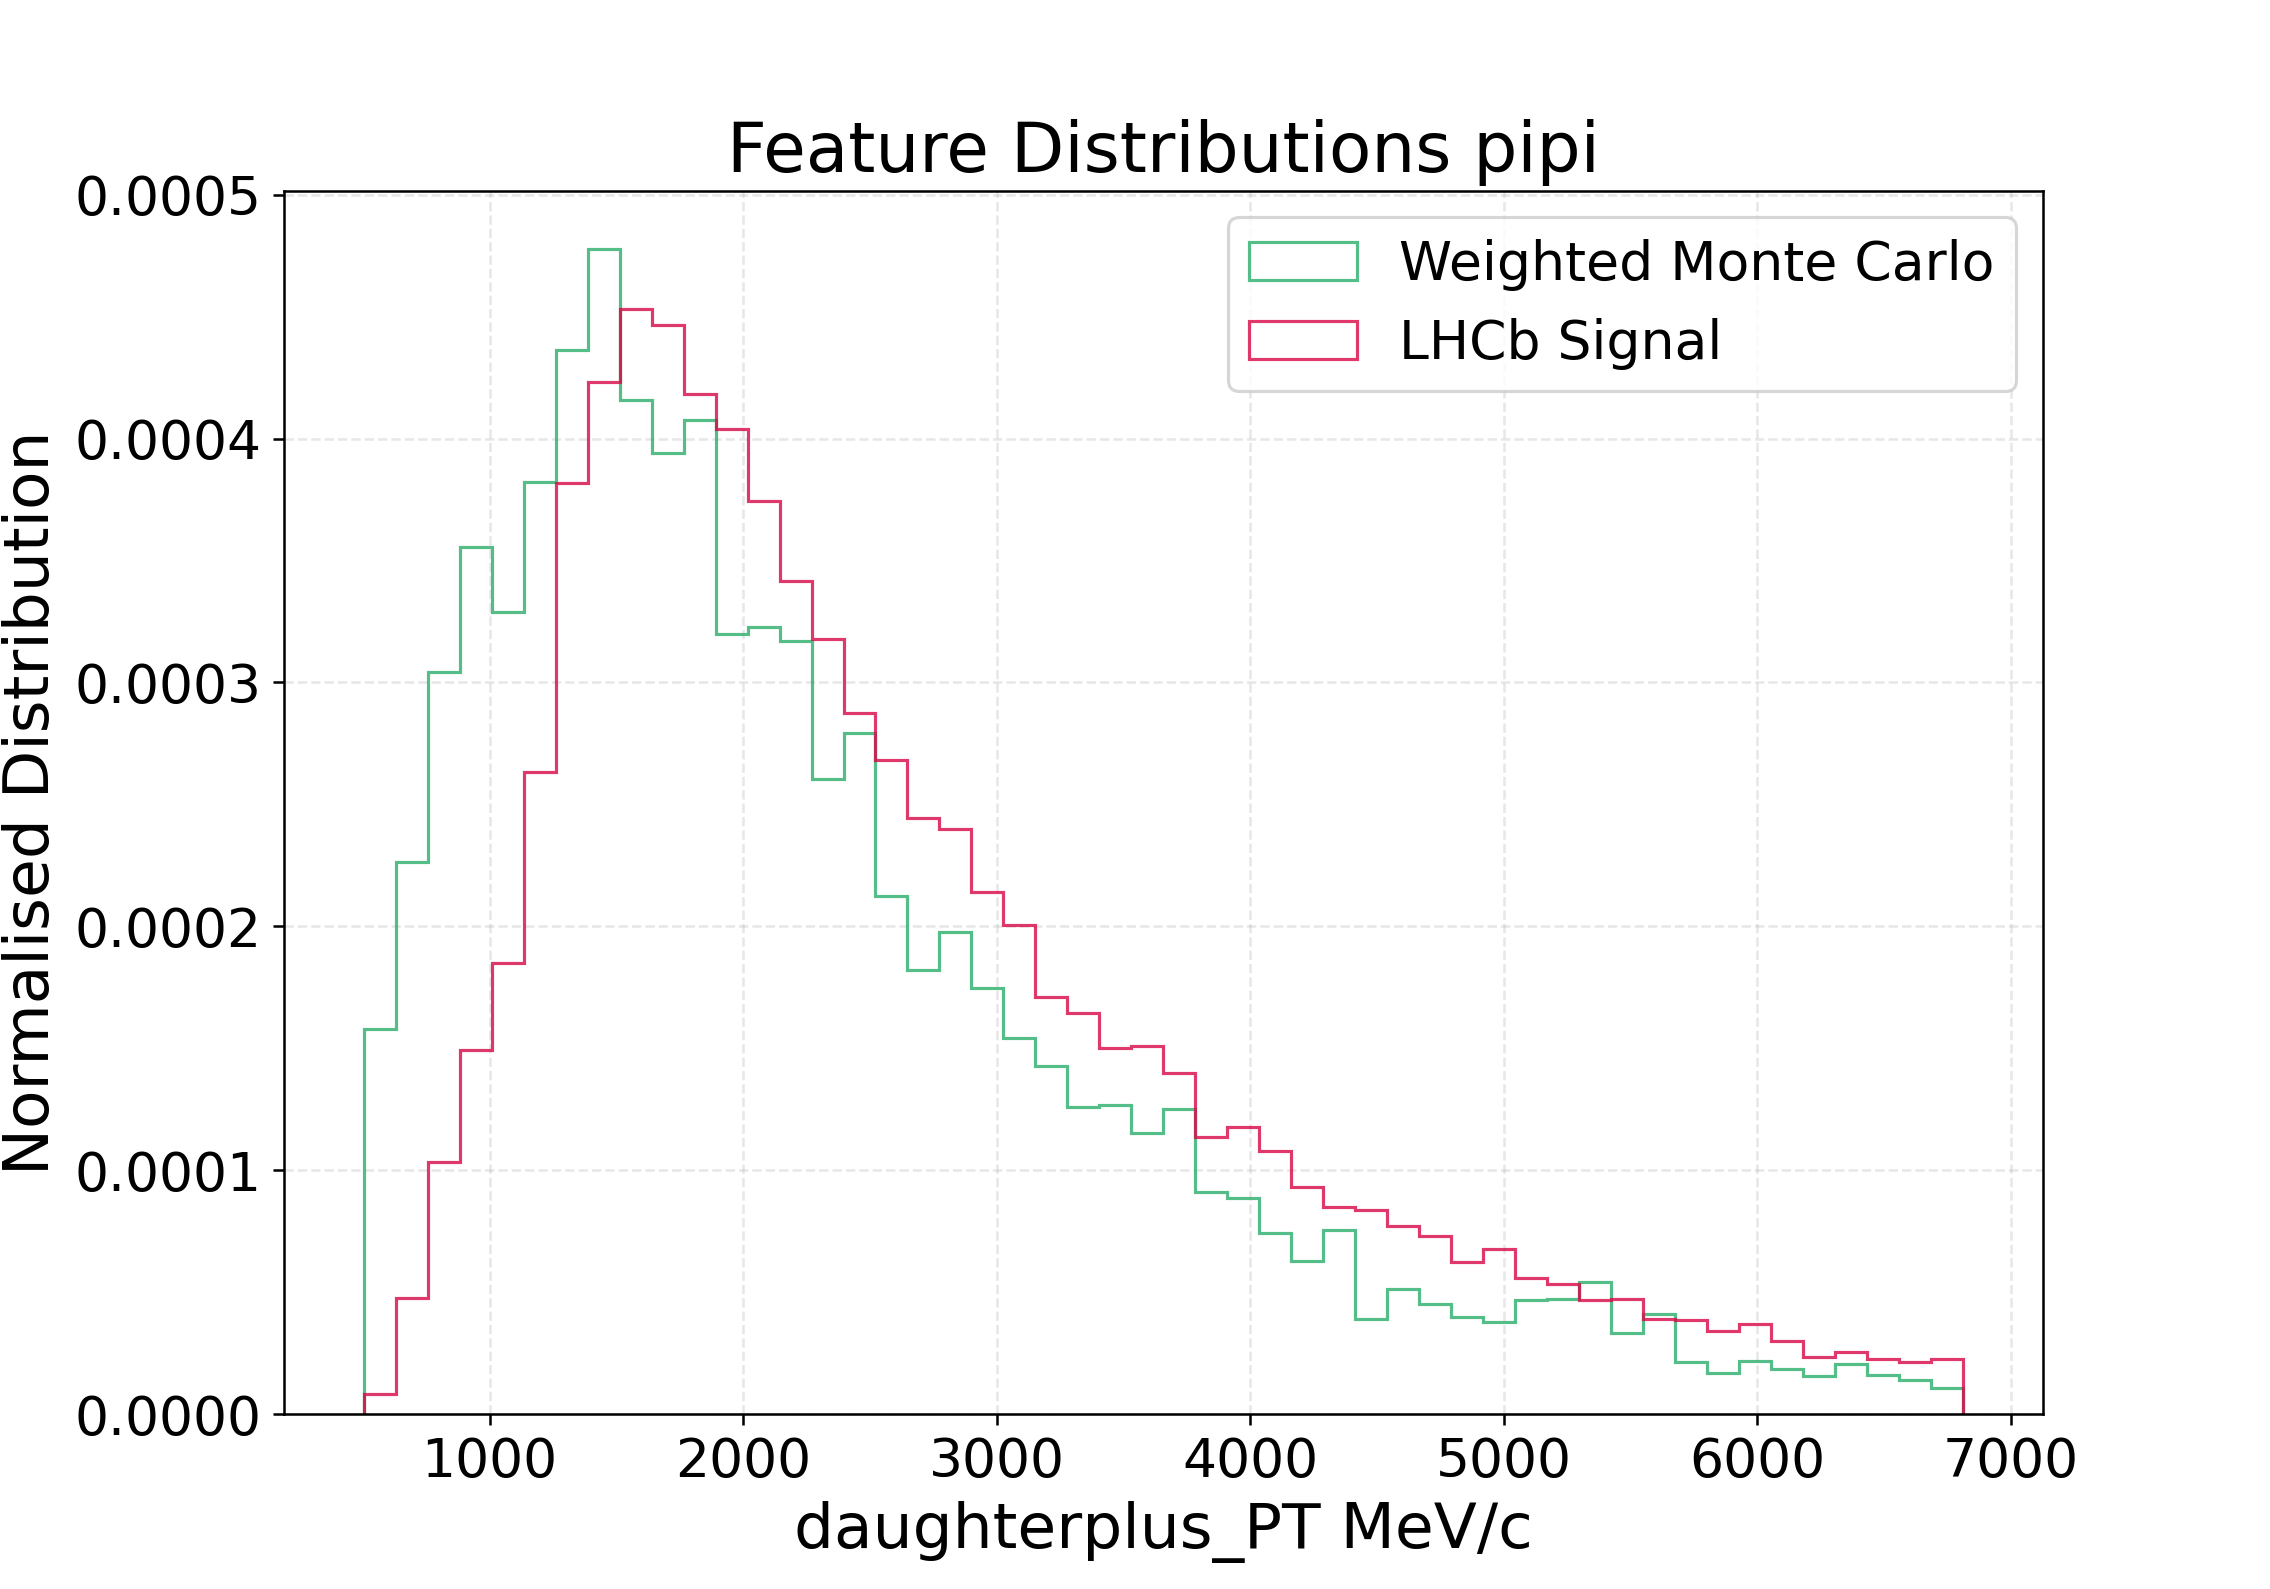 Feature Distributions pipi
Weighted Monte Carlo
LHCb Signal
Normalised Distribution
0.0005
0.0004
0.0003
0.0002
0.0001
0.0000
1000 2000 3000 4000 5000 6000 7000
daughterplus_PT MeV/c